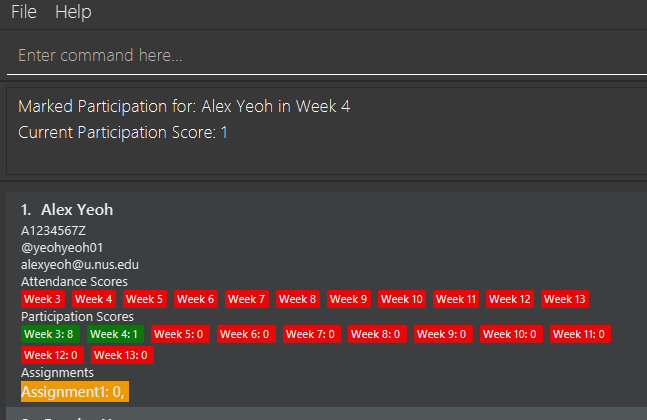 File Help
Enter command here...
Marked Participation for: Alex Yeoh in Week 4
Current Participation Score: 1
1. Alex Yeoh
A1234567Z
@yeohyeoh01
alexyeoh@u.nus.edu
Attendance Scores
Week 3 Week 4 Week 5 Week 6 Week 7 Week 8 Week 9 Week 10 Week 11 Week 12 Week 13
Participation Scores
Week 3: 8 Week 4: 1 Week 5: 0 Week 6: 0 Week 7: 0 Week 8: 0 Week 9: 0 Week 10: 0 Week 11: 0
Week 12: 0 Week 13: 0
Assignments
Assignment1: 0,